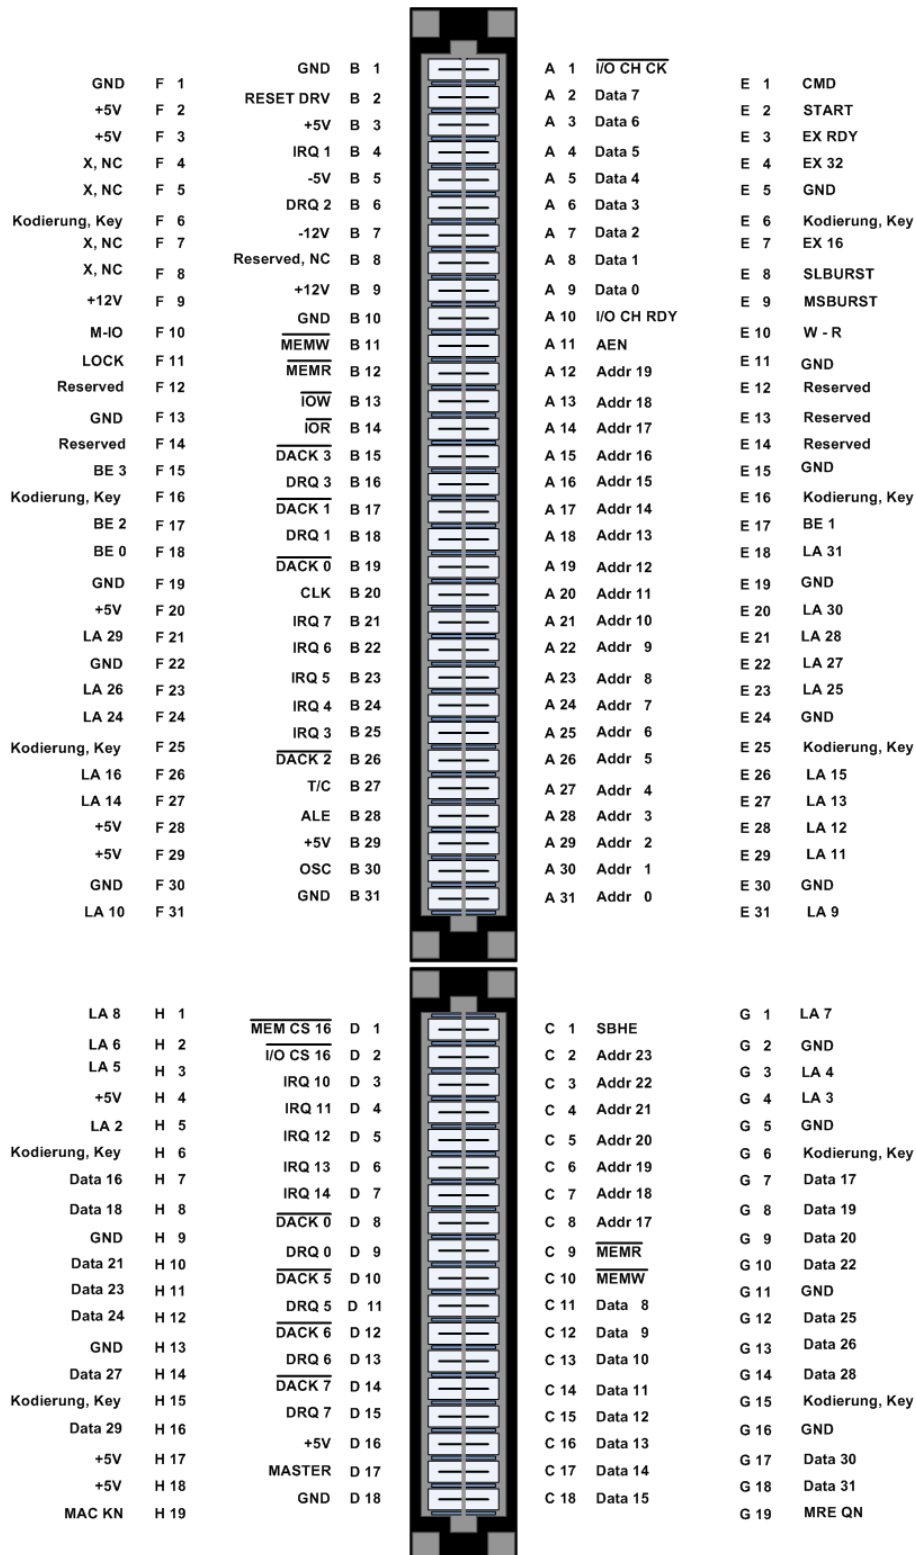 GND B 1 A 1 I/O CH CK
GND F 1 E 1 CMD
RESET DRV B 2 A 2 Data 7
+5V F 2 E 2 START
+5V B 3 A 3 Data 6
+5V F 3 E 3 EX RDY
IRQ 1 B 4 A 4 Data 5
X, NC F 4 E 4 EX 32
-5V B 5 A 5 Data 4
X, NC F 5 E 5 GND
DRQ 2 B 6 A 6 Data 3
Kodierung, Key F 6 E 6 Kodierung, Key
-12V B 7 A 7 Data 2
X, NC F 7 E 7 EX 16
Reserved, NC B 8 A 8 Data 1
X, NC F 8 E 8 SLBURST
+12V B 9 A 9 Data 0
+12V F 9 E 9 MSBURST
GND B 10 A 10 I/O CH RDY
M-IO F 10 E 10 W - R
MEMW B 11 A 11 AEN
LOCK F 11 E 11 GND
MEMR B 12 A 12 Addr 19
Reserved F 12 E 12 Reserved
IOW B 13 A 13 Addr 18
GND F 13 E 13 Reserved
IOR B 14 A 14 Addr 17
Reserved F 14 E 14 Reserved
DACK 3 B 15 A 15 Addr 16
BE 3 F 15 E 15 GND
DRQ 3 B 16 A 16 Addr 15
Kodierung, Key F 16 E 16 Kodierung, Key
DACK 1 B 17 A 17 Addr 14
BE 2 F 17 E 17 BE 1
DRQ 1 B 18 A 18 Addr 13
BE 0 F 18 E 18 LA 31
DACK 0 B 19 A 19 Addr 12
GND F 19 E 19 GND
CLK B 20 A 20 Addr 11
+5V F 20 E 20 LA 30
IRQ 7 B 21 A 21 Addr 10
LA 29 F 21 E 21 LA 28
IRQ 6 B 22 A 22 Addr 9
GND F 22 E 22 LA 27
IRQ 5 B 23 A 23 Addr 8
LA 26 F 23 E 23 LA 25
IRQ 4 B 24 A 24 Addr 7
LA 24 F 24 E 24 GND
IRQ 3 B 25 A 25 Addr 6
Kodierung, Key F 25 E 25 Kodierung, Key
DACK 2 B 26 A 26 Addr 5
LA 16 F 26 E 26 LA 15
T/C B 27 A 27 Addr 4
LA 14 F 27 E 27 LA 13
ALE B 28 A 28 Addr 3
+5V F 28 E 28 LA 12
+5V B 29 A 29 Addr 2
+5V F 29 E 29 LA 11
OSC B 30 A 30 Addr 1
GND F 30 E 30 GND
GND B 31 A 31 Addr 0
LA 10 F 31 E 31 LA 9
LA 8 H 1 G 1 LA 7
MEM CS 16 D 1 C 1 SBHE
LA 6 H 2 G 2 GND
I/O CS 16 D 2 C 2 Addr 23
LA 5 H 3 G 3 LA 4
IRQ 10 D 3 C 3 Addr 22
+5V H 4 G 4 LA 3
IRQ 11 D 4 C 4 Addr 21
LA 2 H 5 G 5 GND
IRQ 12 D 5 C 5 Addr 20
Kodierung, Key H 6 G 6 Kodierung, Key
IRQ 13 D 6 C 6 Addr 19
Data 16 H 7 G 7 Data 17
IRQ 14 D 7 C 7 Addr 18
Data 18 H 8 G 8 Data 19
DACK 0 D 8 C 8 Addr 17
GND H 9 G 9 Data 20
DRQ 0 D 9 C 9 MEMR
Data 21 H 10 G 10 Data 22
DACK 5 D 10 C 10 MEMW
Data 23 H 11 G 11 GND
DRQ 5 D 11 C 11 Data 8
Data 24 H 12 G 12 Data 25
DACK 6 D 12 C 12 Data 9
GND H 13 G 13 Data 26
DRQ 6 D 13 C 13 Data 10
Data 27 H 14 G 14 Data 28
DACK 7 D 14 C 14 Data 11
Kodierung, Key H 15 G 15 Kodierung, Key
DRQ 7 D 15 C 15 Data 12
Data 29 H 16 G 16 GND
+5V D 16 C 16 Data 13
+5V H 17 G 17 Data 30
MASTER D 17 C 17 Data 14
+5V H 18 G 18 Data 31
GND D 18 C 18 Data 15
MAC KN H 19 G 19 MRE QN